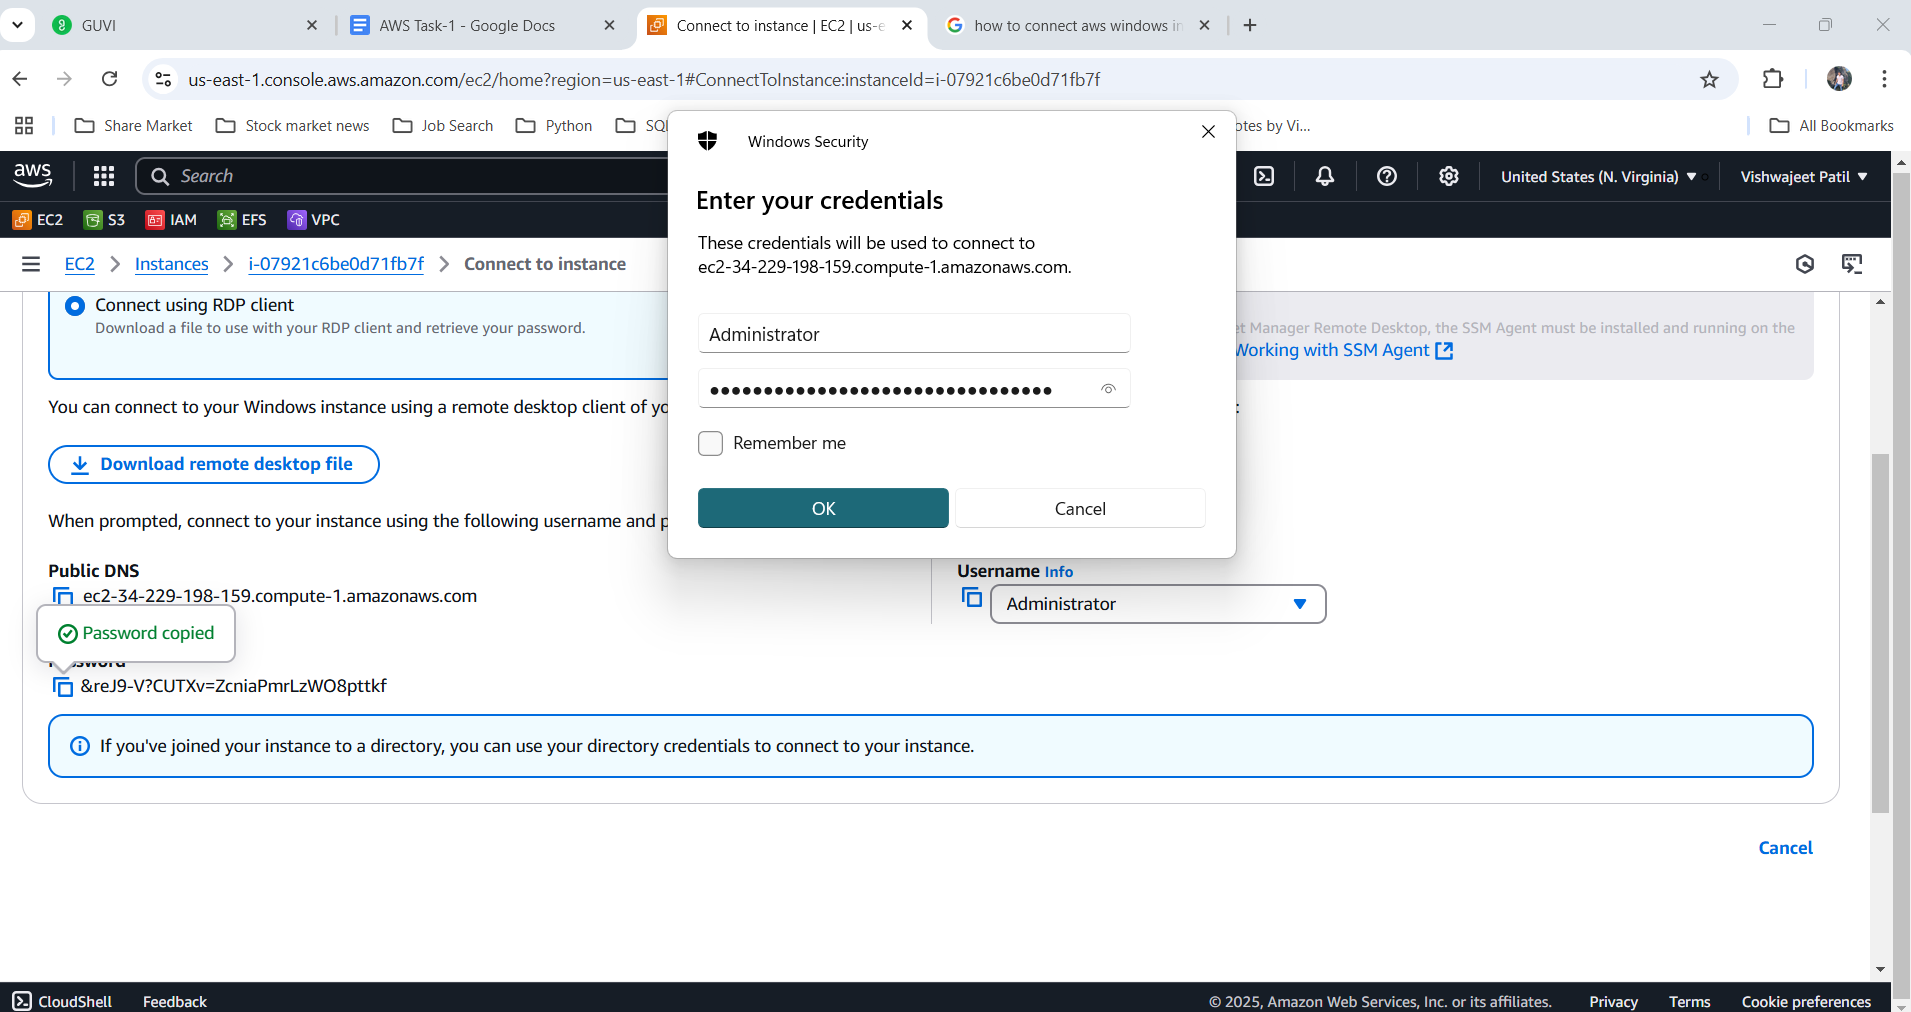 GUVI
AWS Task-1 - Google Docs
Connect to instance | EC2 | us-e
how to connect aws windows in
us-east-1.console.aws.amazon.com/ec2/home?region=us-east-1#ConnectToInstance:instanceId=i-07921c6be0d71fb7f
Share Market
Stock market news
Job Search
Python
SQL
otes by Vi...
All Bookmarks
Windows Security
aws
Search
United States (N. Virginia)
Vishwajeet Patil
EC2
S3
IAM
EFS
VPC
Enter your credentials
These credentials will be used to connect to
ec2-34-229-198-159.compute-1.amazonaws.com.
Administrator
Remember me
OK
Cancel
EC2 > Instances > i-07921c6be0d71fb7f > Connect to instance
Connect using RDP client
Download a file to use with your RDP client and retrieve your password.
et Manager Remote Desktop, the SSM Agent must be installed and running on the
Working with SSM Agent
You can connect to your Windows instance using a remote desktop client of yo
:
Download remote desktop file
When prompted, connect to your instance using the following username and p
Public DNS
ec2-34-229-198-159.compute-1.amazonaws.com
Username Info
Administrator
Password copied
Password
&reJ9-V?CUTXv=ZcniaPmrLzWO8pttkf
If you've joined your instance to a directory, you can use your directory credentials to connect to your instance.
Cancel
CloudShell
Feedback
© 2025, Amazon Web Services, Inc. or its affiliates.
Privacy
Terms
Cookie preferences